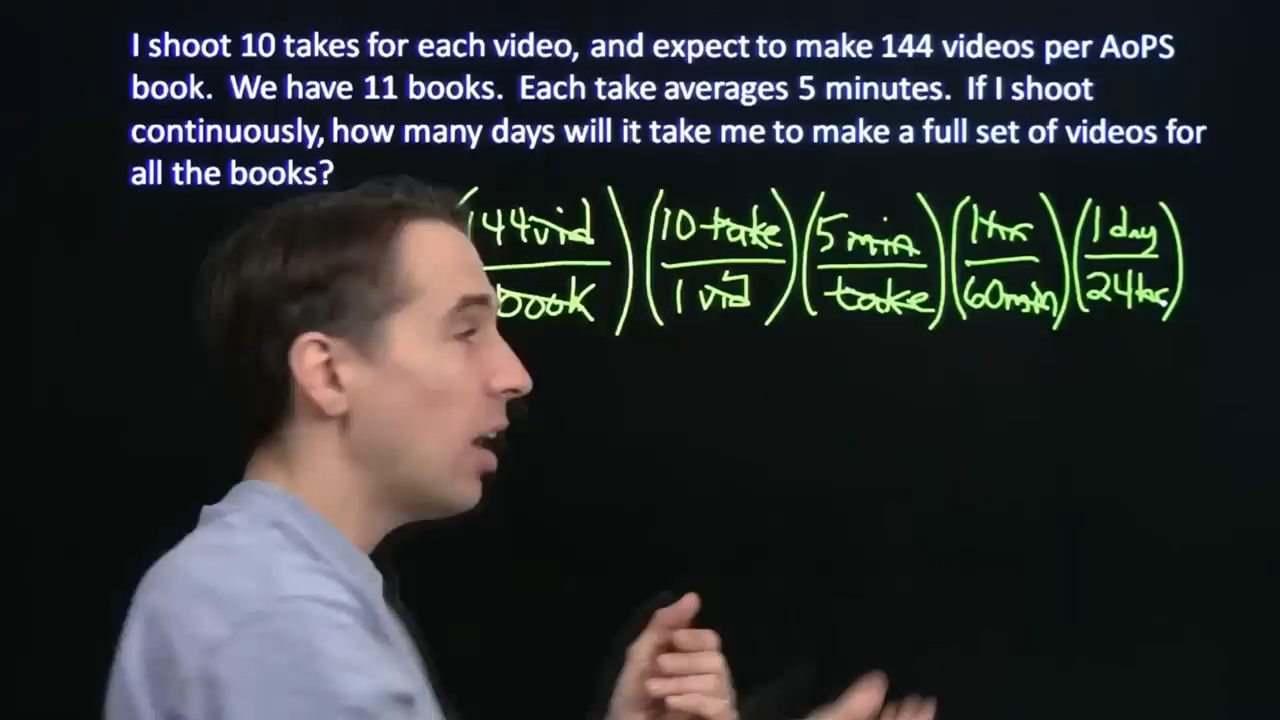 I shoot 10 takes for each video, and expect to make 144 videos per AoPS
book. We have 11 books. Each take averages 5 minutes. If I shoot
continuously, how many days will it take me to make a full set of videos for
all the books?
(144 vid) (10 take) (5 min) (1 hr) (1 day)
book 1 vid take 60 min 24 hr